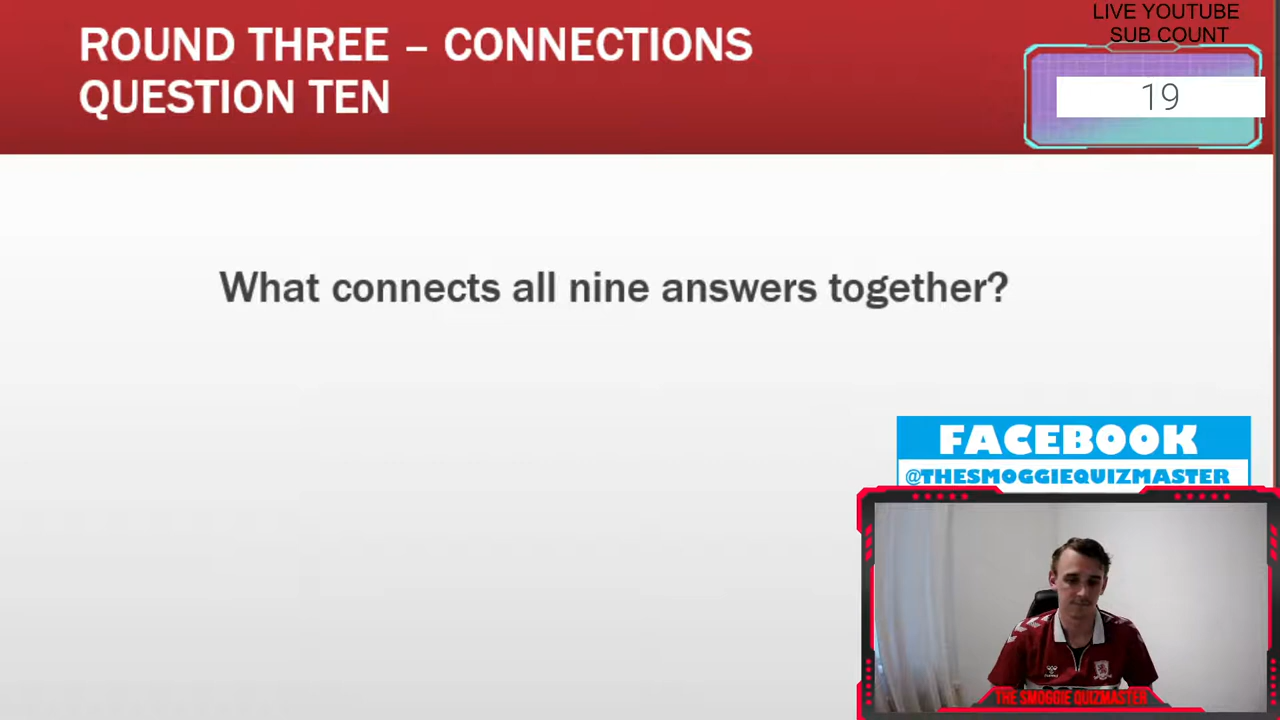 ROUND THREE – CONNECTIONS
QUESTION TEN
LIVE YOUTUBE
SUB COUNT
19
What connects all nine answers together?
FACEBOOK
@THESMOGGIEQUIZMASTER
THE SMOGGIE QUIZMASTER